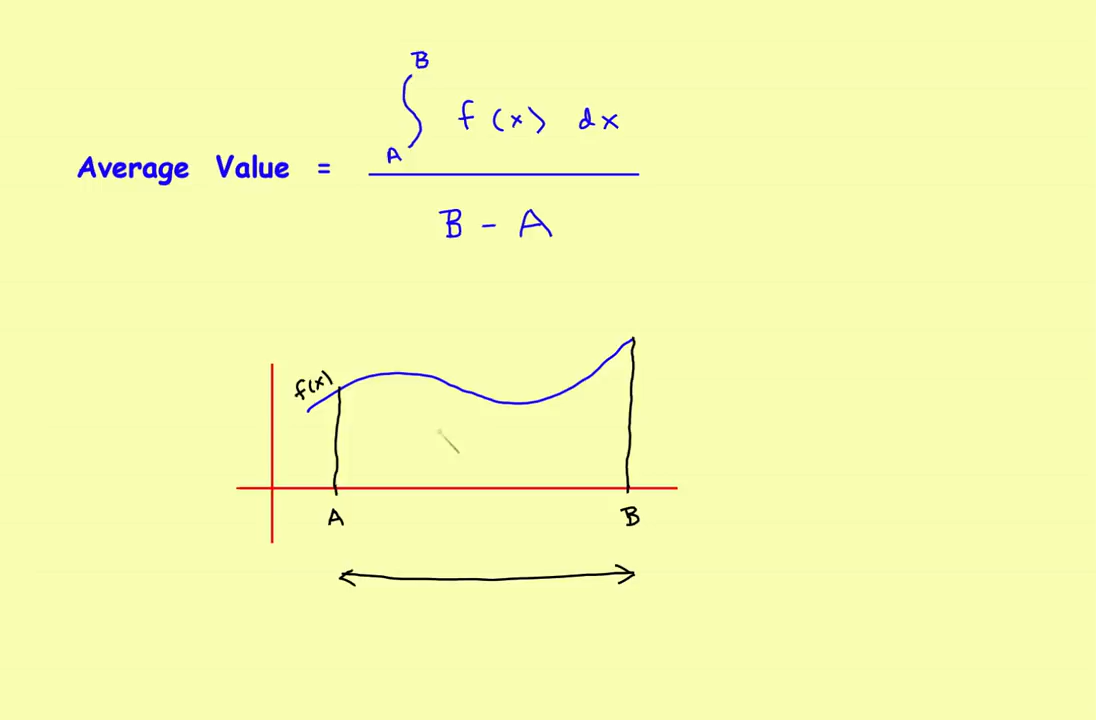 B
∫ f(x) dx
A
Average Value =
B - A
f(x)
A B